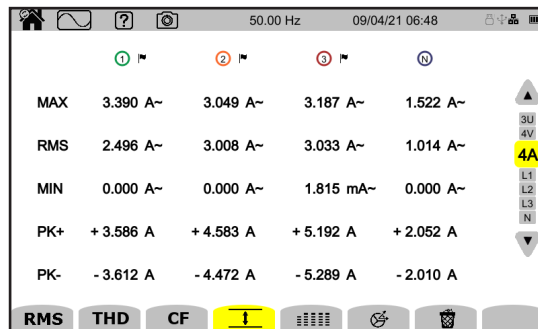 ? 50.00 Hz 09/04/21 06:48
1 2 3 N
MAX 3.390 A~ 3.049 A~ 3.187 A~ 1.522 A~
3U
4V
RMS 2.496 A~ 3.008 A~ 3.033 A~ 1.014 A~
4A
L1
MIN 0.000 A~ 0.000 A~ 1.815 mA~ 0.000 A~
L2
L3
N
PK+ + 3.586 A + 4.583 A + 5.192 A + 2.052 A
PK- - 3.612 A - 4.472 A - 5.289 A - 2.010 A
RMS THD CF